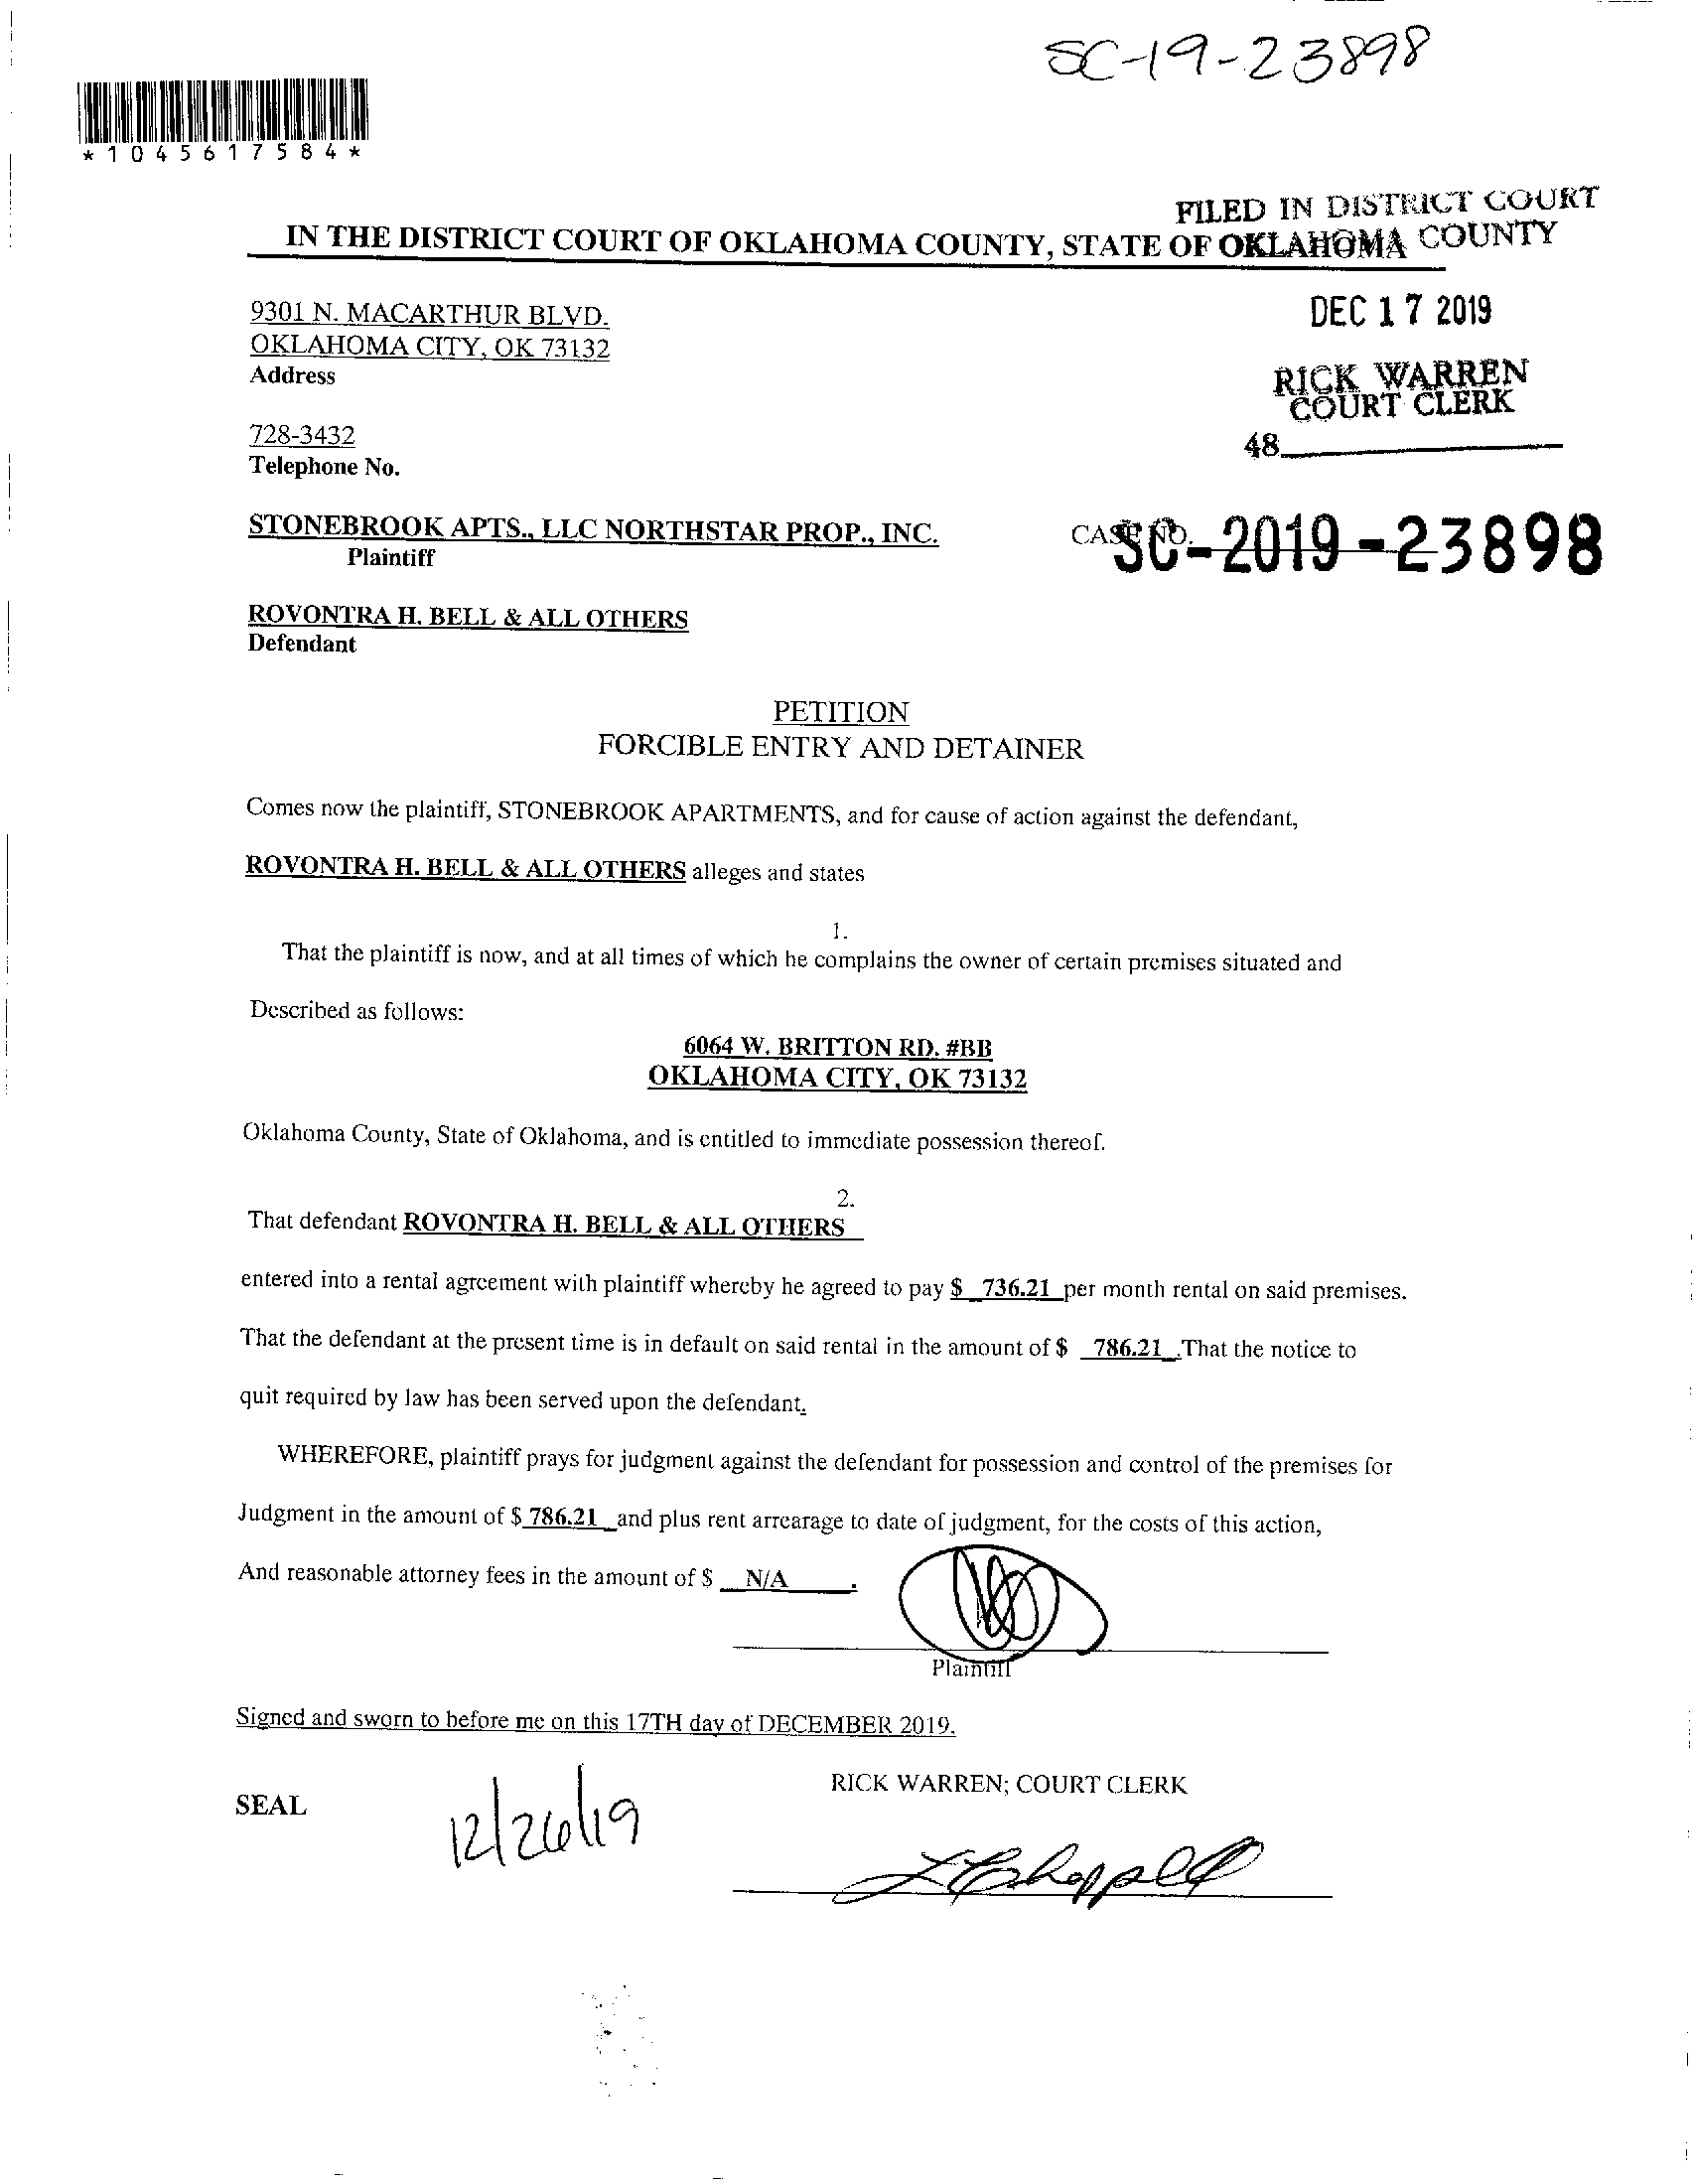 SC-19-23898
*1045617584*
FILED IN DISTRICT COURT
IN THE DISTRICT COURT OF OKLAHOMA COUNTY, STATE OF OKLAHOMA COUNTY
9301 N. MACARTHUR BLVD.
DEC 17 2019
OKLAHOMA CITY, OK 73132
Address
RICK WARREN
COURT CLERK
728-3432
48
Telephone No.
STONEBROOK APTS., LLC NORTHSTAR PROP., INC.
CASE NO. SC-2019-23898
Plaintiff
ROVONTRA H. BELL & ALL OTHERS
Defendant
PETITION
FORCIBLE ENTRY AND DETAINER
Comes now the plaintiff, STONEBROOK APARTMENTS, and for cause of action against the defendant,
ROVONTRA H. BELL & ALL OTHERS alleges and states
1.
That the plaintiff is now, and at all times of which he complains the owner of certain premises situated and
Described as follows:
6064 W. BRITTON RD. #BB
OKLAHOMA CITY, OK 73132
Oklahoma County, State of Oklahoma, and is entitled to immediate possession thereof.
2.
That defendant ROVONTRA H. BELL & ALL OTHERS
entered into a rental agreement with plaintiff whereby he agreed to pay $ 736.21 per month rental on said premises.
That the defendant at the present time is in default on said rental in the amount of $ 786.21 .That the notice to
quit required by law has been served upon the defendant.
WHEREFORE, plaintiff prays for judgment against the defendant for possession and control of the premises for
Judgment in the amount of $ 786.21 and plus rent arrearage to date of judgment, for the costs of this action,
And reasonable attorney fees in the amount of $ N/A .
Plaintiff
Signed and sworn to before me on this 17TH day of DECEMBER 2019.
RICK WARREN; COURT CLERK
SEAL
12/26/19